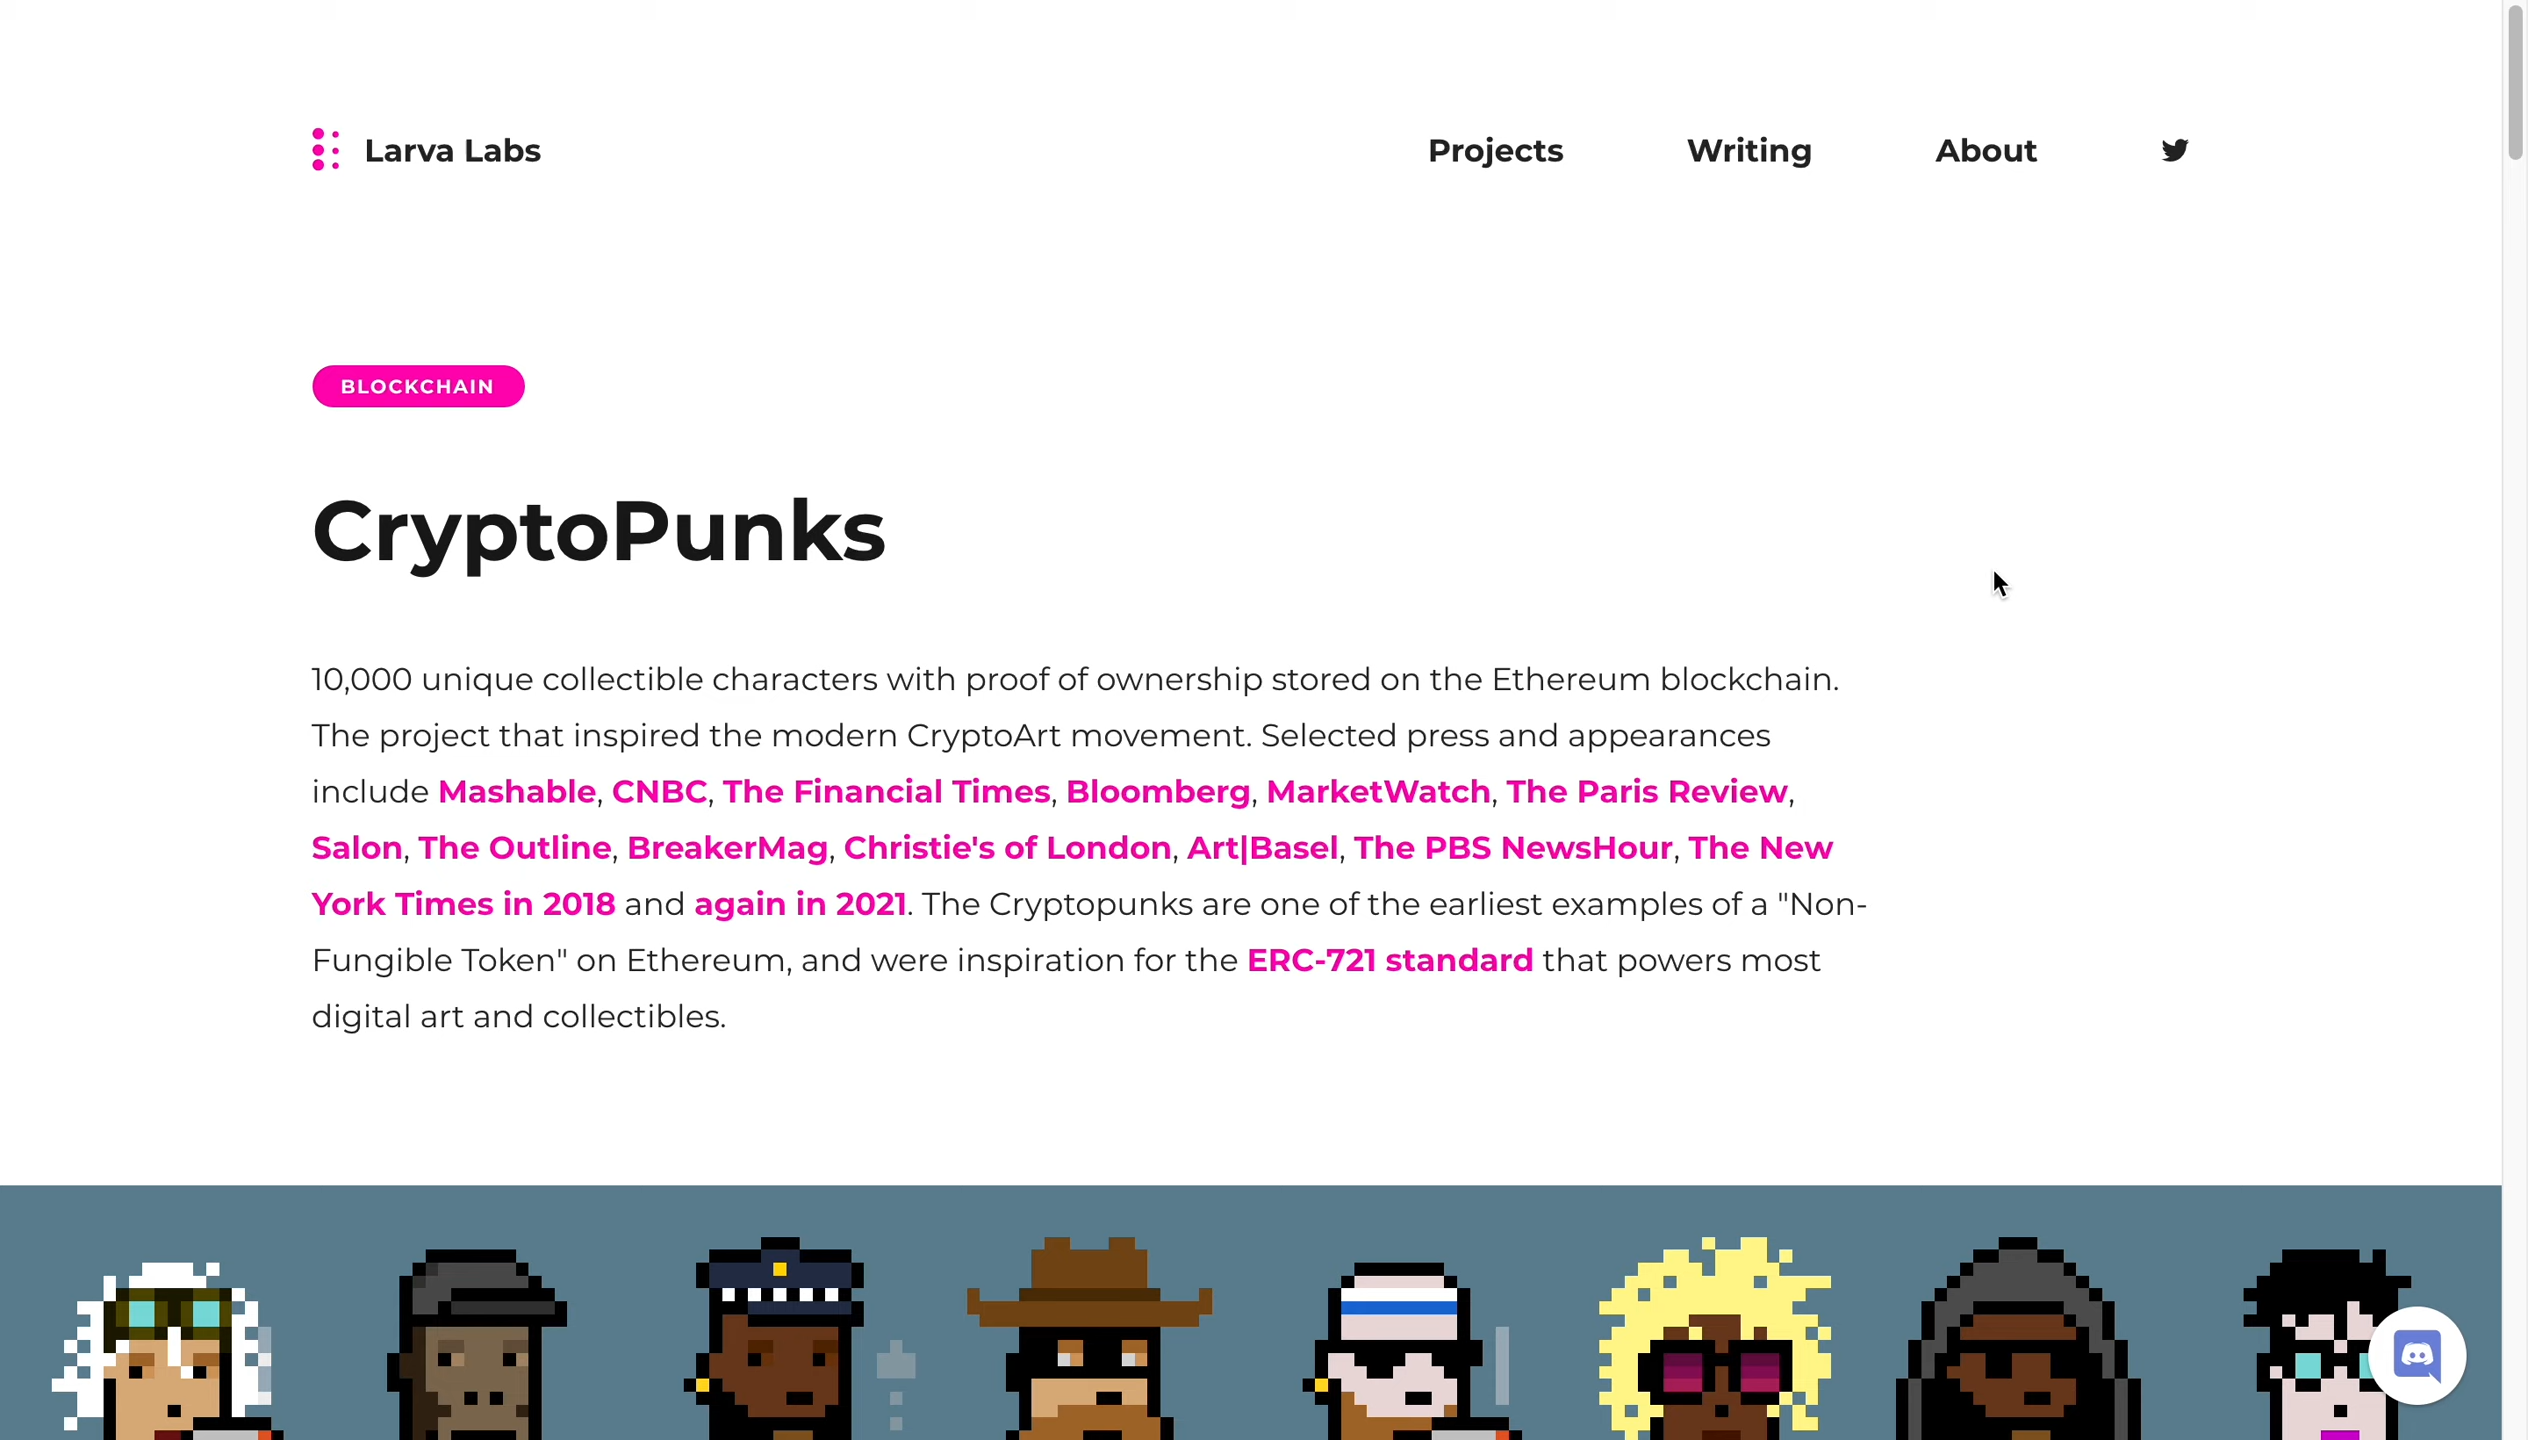 Larva Labs
Projects Writing About
BLOCKCHAIN
CryptoPunks
10,000 unique collectible characters with proof of ownership stored on the Ethereum blockchain.
The project that inspired the modern CryptoArt movement. Selected press and appearances
include Mashable, CNBC, The Financial Times, Bloomberg, MarketWatch, The Paris Review,
Salon, The Outline, BreakerMag, Christie's of London, Art|Basel, The PBS NewsHour, The New
York Times in 2018 and again in 2021. The Cryptopunks are one of the earliest examples of a "Non-
Fungible Token" on Ethereum, and were inspiration for the ERC-721 standard that powers most
digital art and collectibles.